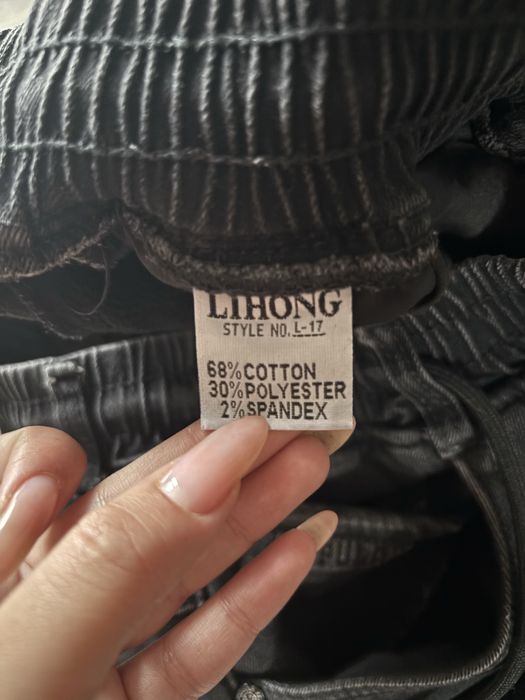 LIHONG
STYLE NO. L-17
68% COTTON
30% POLYESTER
2% SPANDEX